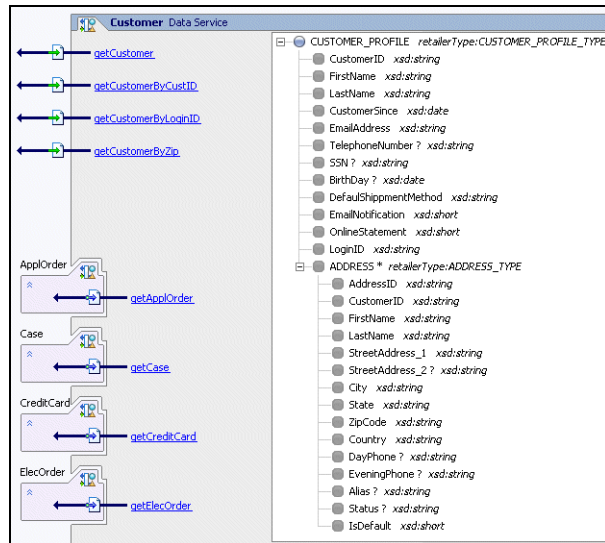 Customer Data Service
getCustomer
getCustomerByCustID
getCustomerByLoginID
getCustomerByZip
ApplOrder
getApplOrder
Case
getCase
CreditCard
getCreditCard
ElecOrder
getElecOrder
CUSTOMER_PROFILE retailerType:CUSTOMER_PROFILE_TYPE
CustomerID xsd:string
FirstName xsd:string
LastName xsd:string
CustomerSince xsd:date
EmailAddress xsd:string
TelephoneNumber ? xsd:string
SSN ? xsd:string
BirthDay ? xsd:date
DefaulShippmentMethod xsd:string
EmailNotification xsd:short
OnlineStatement xsd:short
LoginID xsd:string
ADDRESS * retailerType:ADDRESS_TYPE
AddressID xsd:string
CustomerID xsd:string
FirstName xsd:string
LastName xsd:string
StreetAddress_1 xsd:string
StreetAddress_2 ? xsd:string
City xsd:string
State xsd:string
ZipCode xsd:string
Country xsd:string
DayPhone ? xsd:string
EveningPhone ? xsd:string
Alias ? xsd:string
Status ? xsd:string
IsDefault xsd:short